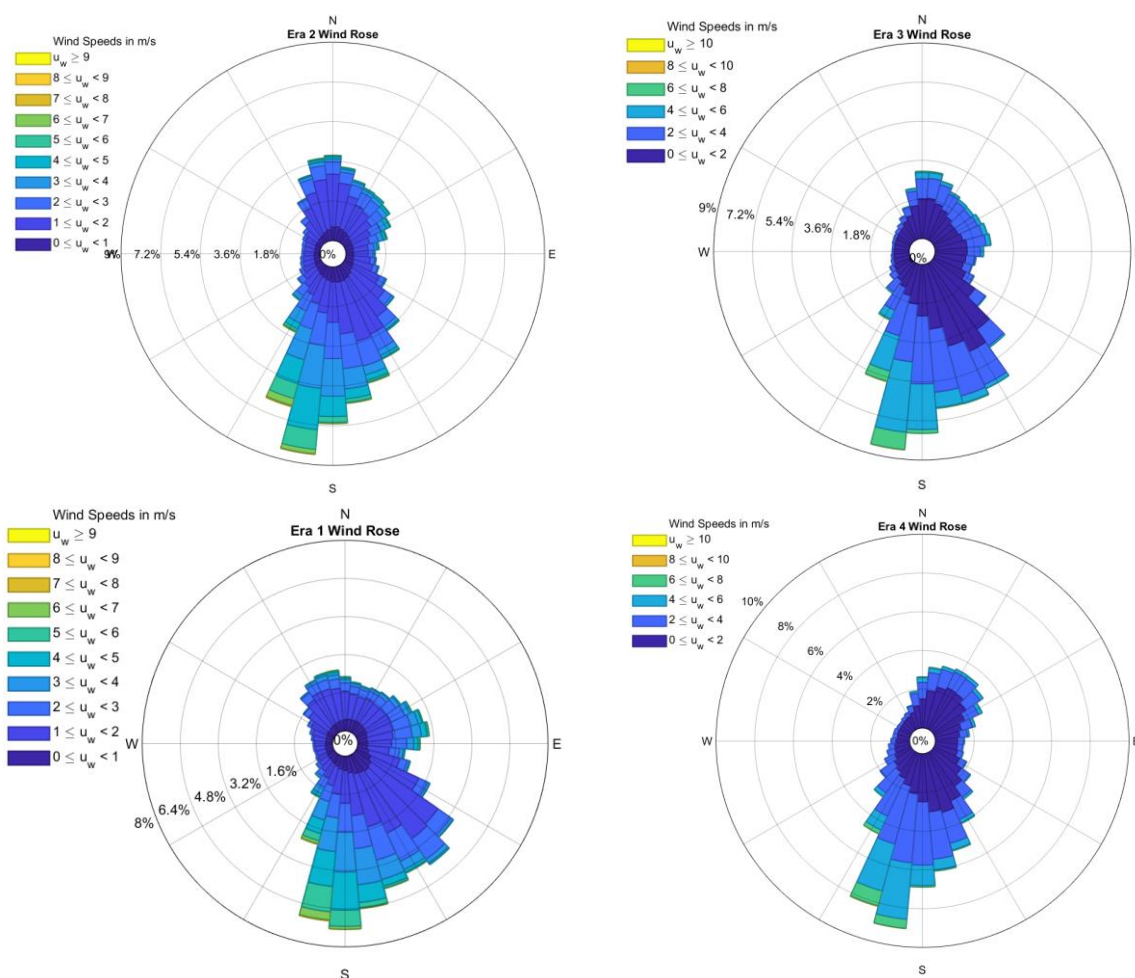 N
Era 2 Wind Rose
Wind Speeds in m/s
u_w ≥ 9
8 ≤ u_w < 9
7 ≤ u_w < 8
6 ≤ u_w < 7
5 ≤ u_w < 6
4 ≤ u_w < 5
3 ≤ u_w < 4
2 ≤ u_w < 3
1 ≤ u_w < 2
0 ≤ u_w < 1
7.2% 5.4% 3.6% 1.8% 0%
E
S
N
Era 3 Wind Rose
Wind Speeds in m/s
u_w ≥ 10
8 ≤ u_w < 10
6 ≤ u_w < 8
4 ≤ u_w < 6
2 ≤ u_w < 4
0 ≤ u_w < 2
9% 7.2% 5.4% 3.6% 1.8% 0%
W
E
S
N
Era 1 Wind Rose
Wind Speeds in m/s
u_w ≥ 9
8 ≤ u_w < 9
7 ≤ u_w < 8
6 ≤ u_w < 7
5 ≤ u_w < 6
4 ≤ u_w < 5
3 ≤ u_w < 4
2 ≤ u_w < 3
1 ≤ u_w < 2
0 ≤ u_w < 1
W
0%
E
1.6%
3.2%
4.8%
6.4%
8%
S
N
Era 4 Wind Rose
Wind Speeds in m/s
u_w ≥ 10
8 ≤ u_w < 10
6 ≤ u_w < 8
4 ≤ u_w < 6
2 ≤ u_w < 4
0 ≤ u_w < 2
10%
8%
6%
4%
2%
W
0%
E
S